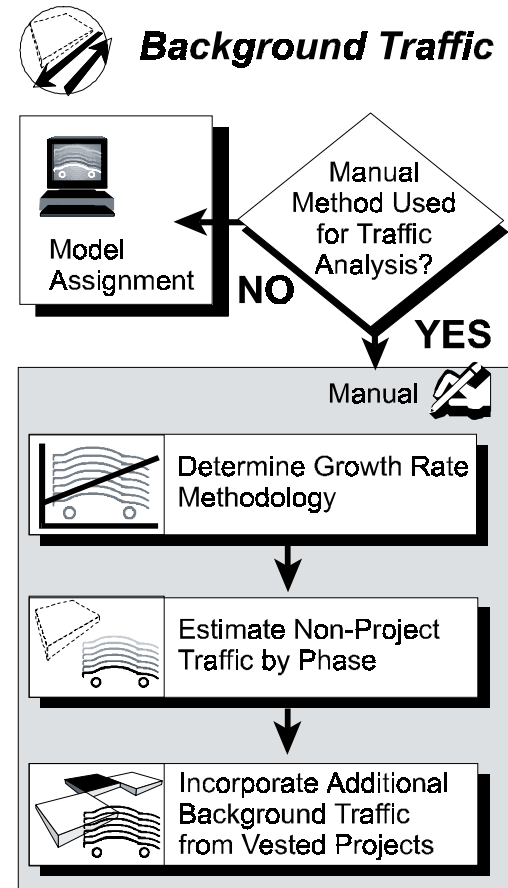 Background Traffic
Manual
Method Used
for Traffic
Analysis?
Model
Assignment
NO
YES
Manual
Determine Growth Rate
Methodology
Estimate Non-Project
Traffic by Phase
Incorporate Additional
Background Traffic
from Vested Projects